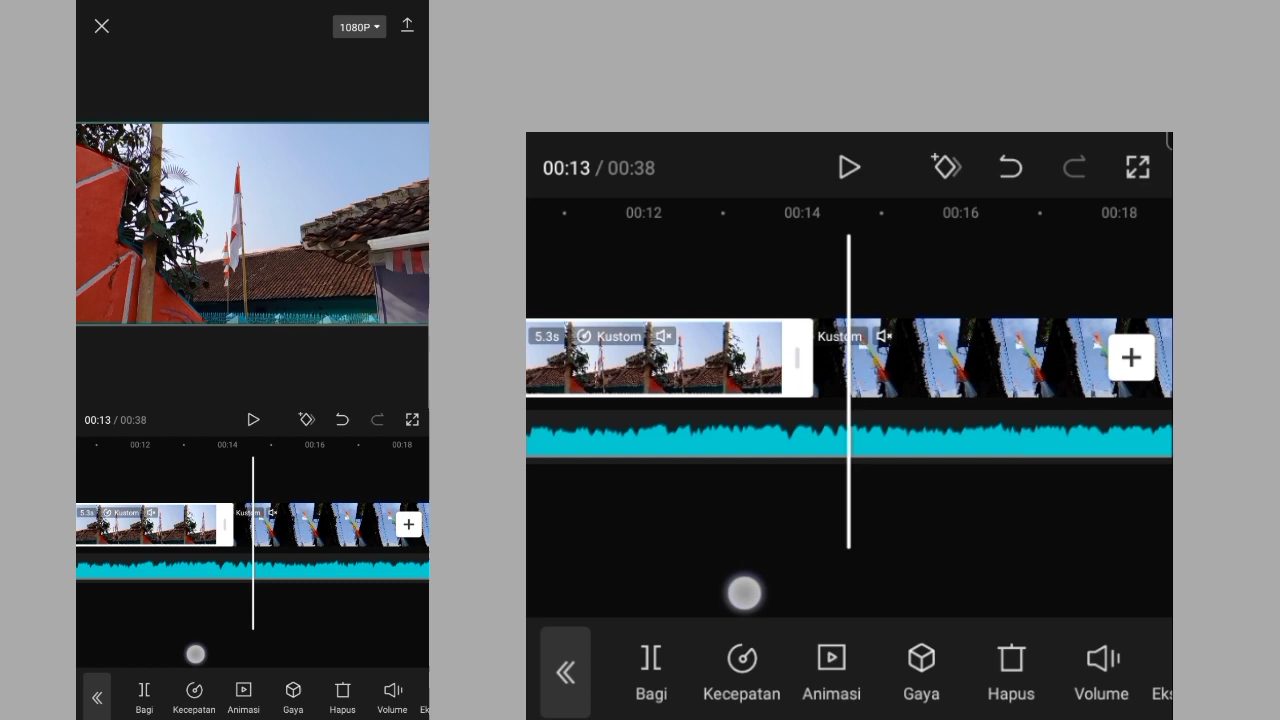 1080P
00:13 / 00:38
00:12 00:14 00:16 00:18
5.3s Kustom Kustom
Bagi Kecepatan Animasi Gaya Hapus Volume Ek
00:13 / 00:38
00:12 00:14 00:16 00:18
5.3s Kustom Kustom
Bagi Kecepatan Animasi Gaya Hapus Volume Eks